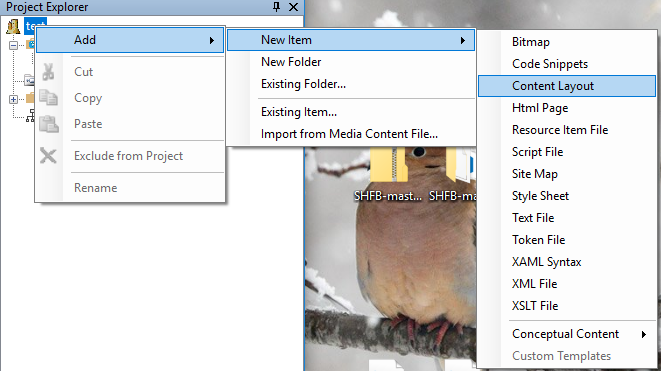 Project Explorer
test
Add
Cut
Copy
Paste
Exclude from Project
Rename
New Item
New Folder
Existing Folder...
Existing Item...
Import from Media Content File...
Bitmap
Code Snippets
Content Layout
Html Page
Resource Item File
Script File
Site Map
Style Sheet
Text File
Token File
XAML Syntax
XML File
XSLT File
Conceptual Content
Custom Templates
SHFB-mast...
SHFB-ma